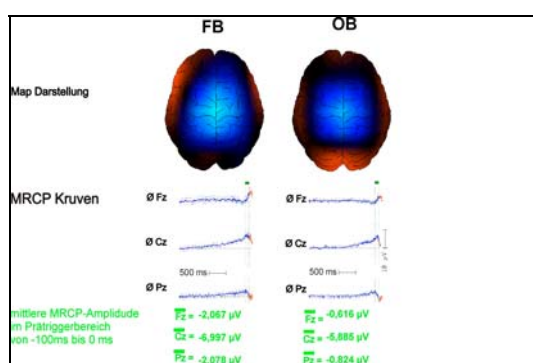 FB OB
Map Darstellung
MRCP Kruven
Ø Fz Ø Fz
Ø Cz Ø Cz
500 ms 500 ms
Ø Pz Ø Pz
mittlere MRCP-Amplidude
im Prätriggerbereich
von -100ms bis 0 ms
Fz = -2,067 µV Fz = -0,616 µV
Cz = -6,997 µV Cz = -5,885 µV
Pz = -2,078 µV Pz = -0,824 µV